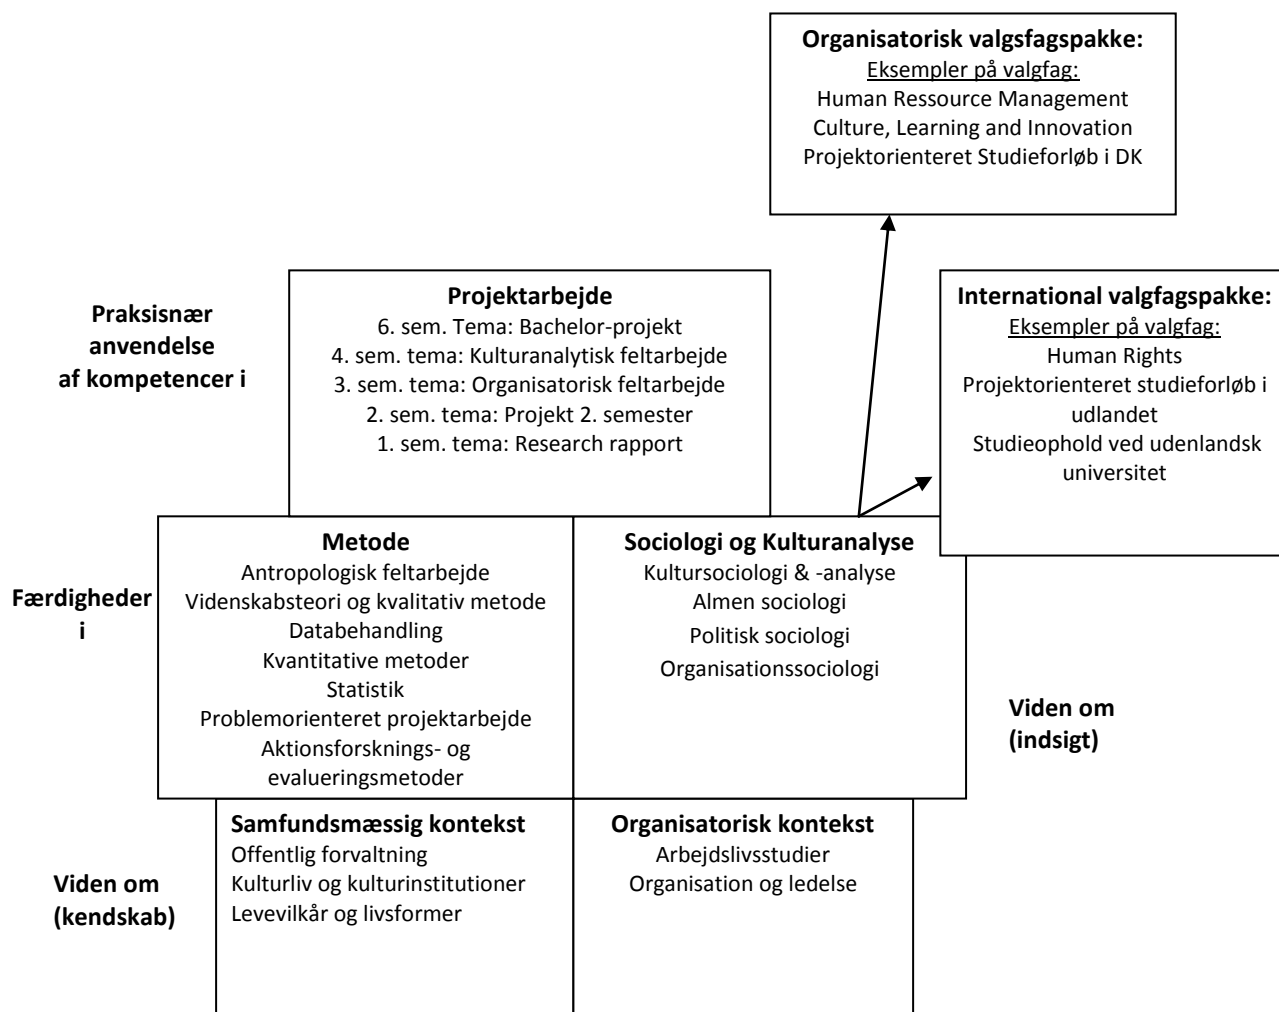 Organisatorisk valgsfagspakke:
Eksempler på valgfag:
Human Ressource Management
Culture, Learning and Innovation
Projektorienteret Studieforløb i DK
Praksisnær
anvendelse
af kompetencer i
Projektarbejde
6. sem. Tema: Bachelor-projekt
4. sem. tema: Kulturanalytisk feltarbejde
3. sem. tema: Organisatorisk feltarbejde
2. sem. tema: Projekt 2. semester
1. sem. tema: Research rapport
International valgfagspakke:
Eksempler på valgfag:
Human Rights
Projektorienteret studieforløb i
udlandet
Studieophold ved udenlandsk
universitet
Færdigheder
i
Metode
Antropologisk feltarbejde
Videnskabsteori og kvalitativ metode
Databehandling
Kvantitative metoder
Statistik
Problemorienteret projektarbejde
Aktionsforsknings- og
evalueringsmetoder
Sociologi og Kulturanalyse
Kultursociologi & -analyse
Almen sociologi
Politisk sociologi
Organisationssociologi
Viden om
(indsigt)
Viden om
(kendskab)
Samfundsmæssig kontekst
Offentlig forvaltning
Kulturliv og kulturinstitutioner
Levevilkår og livsformer
Organisatorisk kontekst
Arbejdslivsstudier
Organisation og ledelse